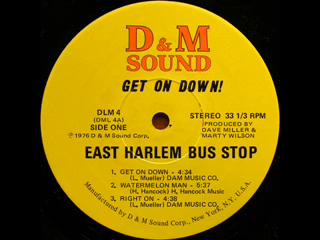 D & M
SOUND
GET ON DOWN!
DLM 4
(DML 4A)
SIDE ONE
℗ 1976 D & M Sound Corp.
STEREO 33 1/3 RPM
PRODUCED BY
DAVE MILLER &
MARTY WILSON
EAST HARLEM BUS STOP
1. GET ON DOWN - 4:34
(L. Mueller) DAM MUSIC CO.
2. WATERMELON MAN - 5:37
(H. Hancock) H. Hancock Music
3. RIGHT ON - 4:38
(L. Mueller) DAM MUSIC CO.
Manufactured by D & M Sound Corp., New York, N.Y., U.S.A.